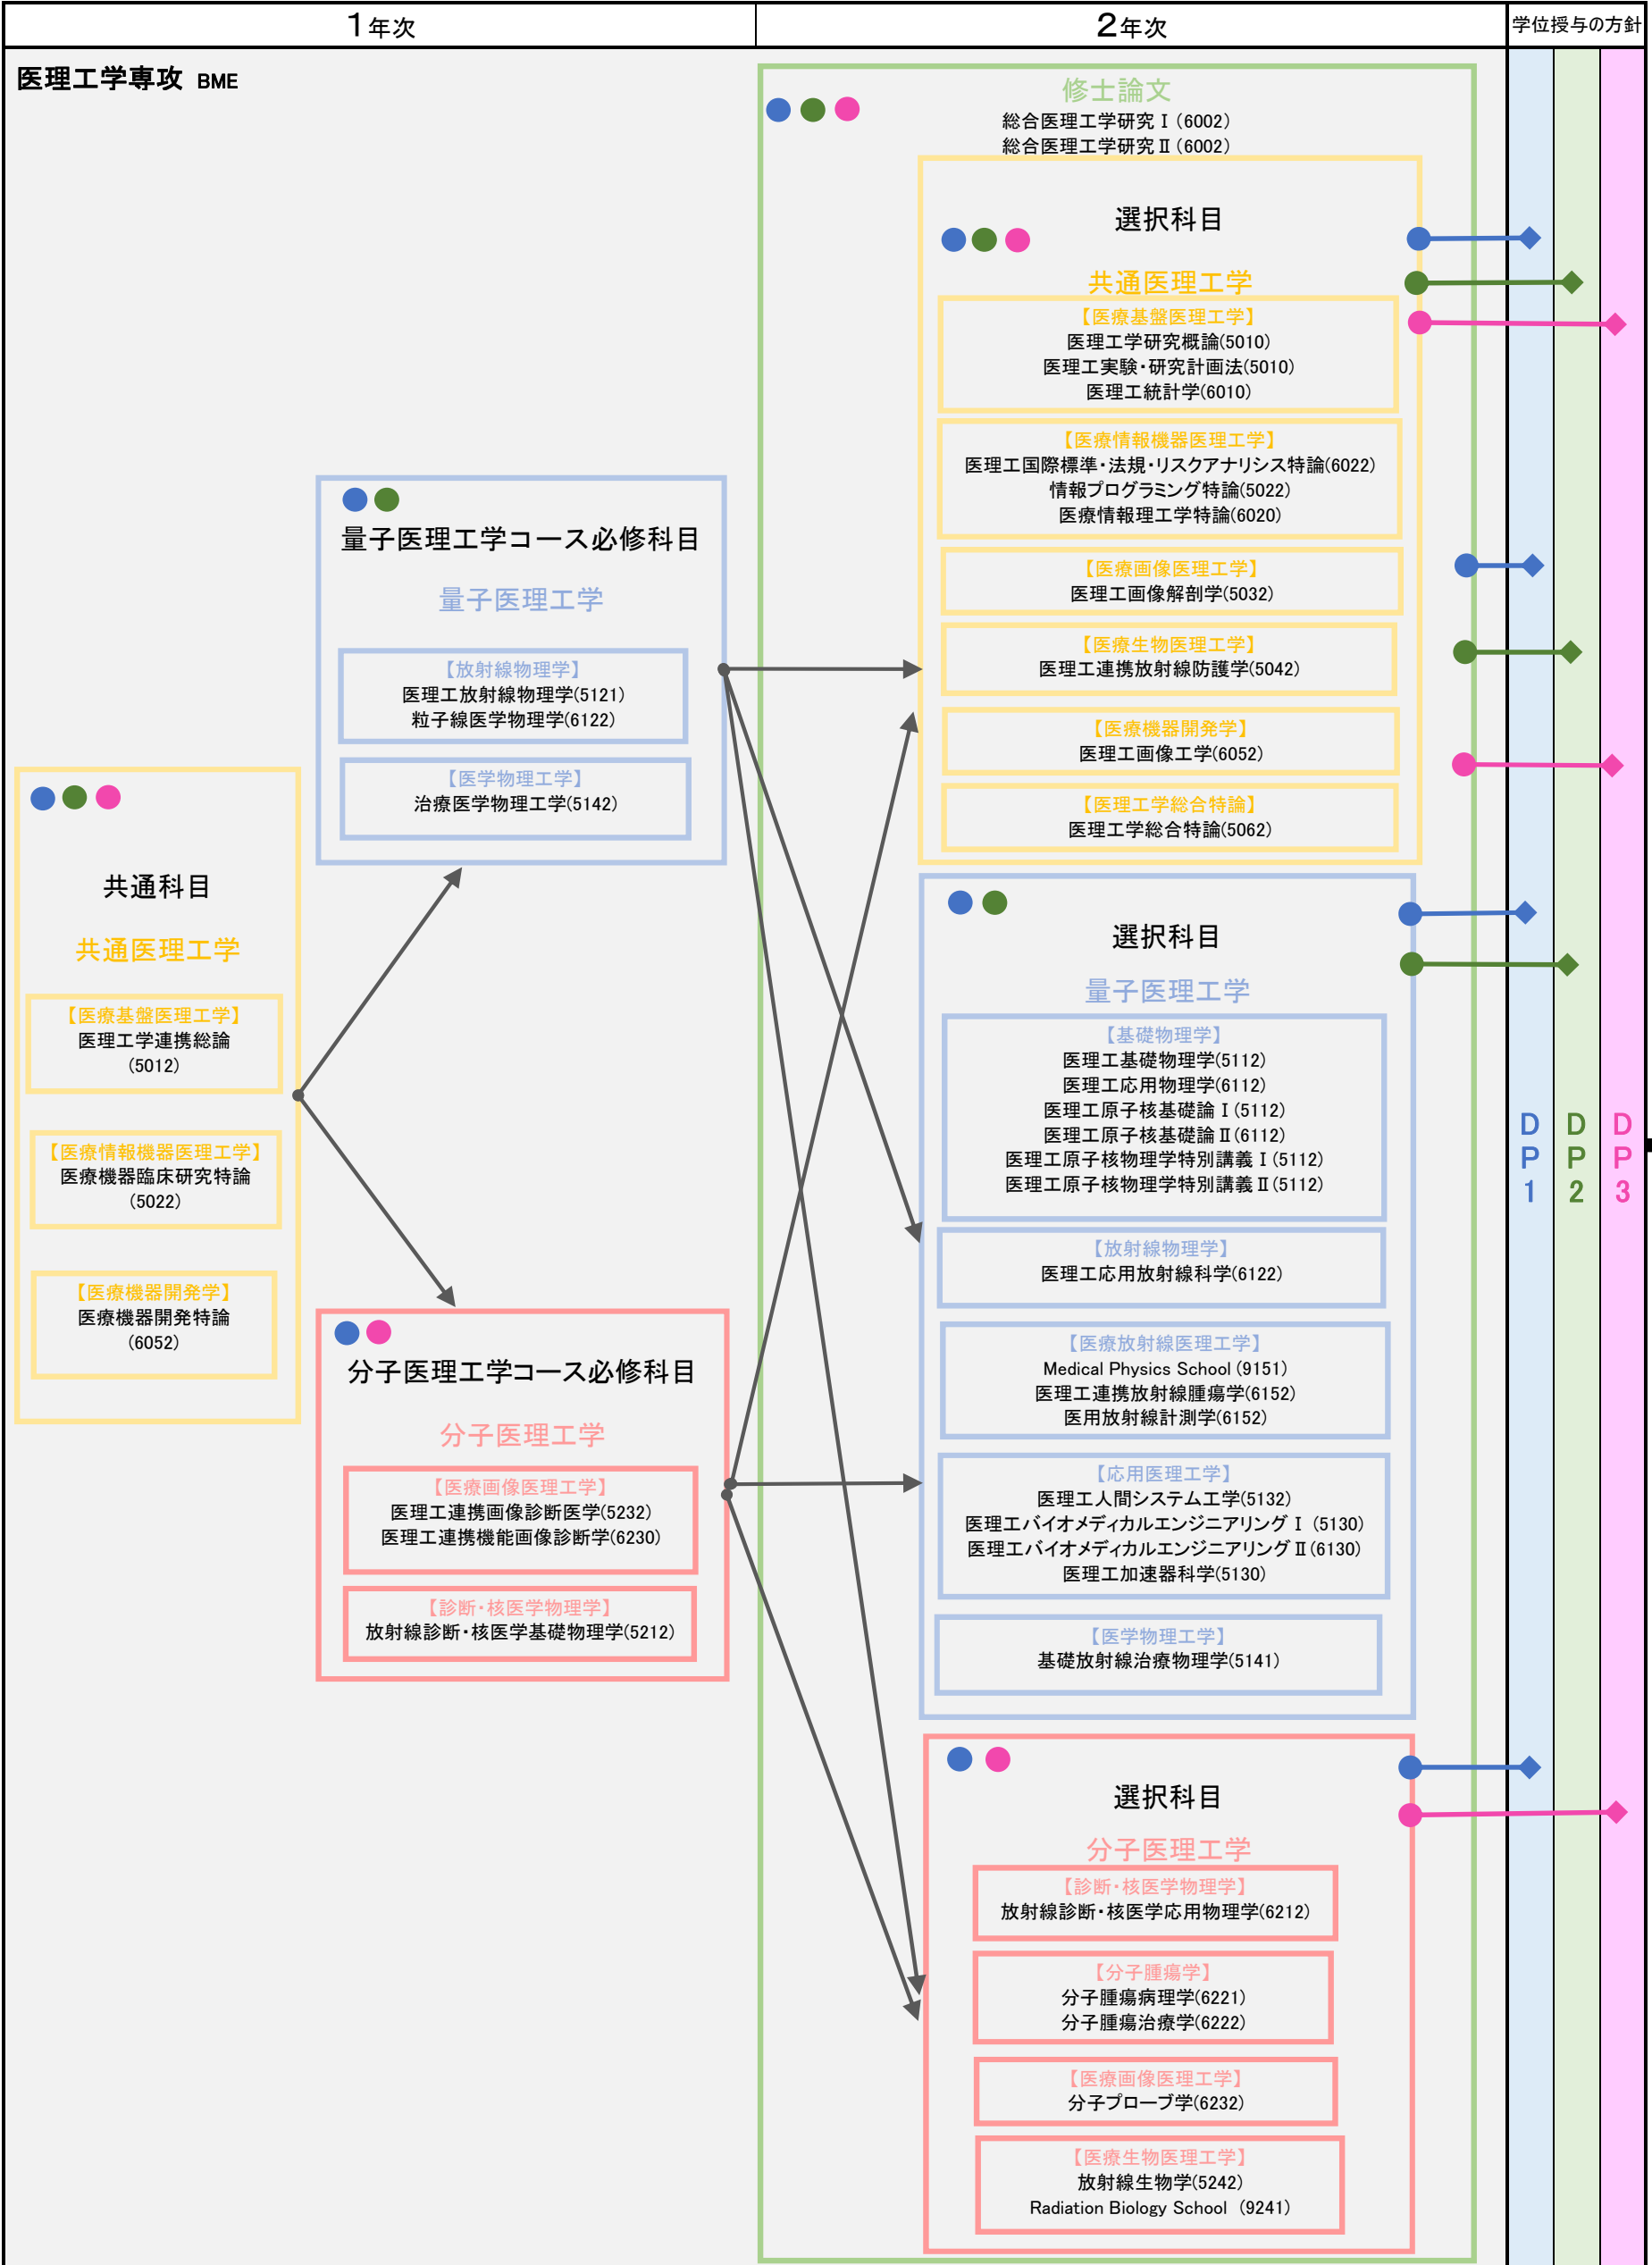 1年次
2年次
学位授与の方針
医理工学専攻 BME
共通科目
共通医理工学
【医療基盤医理工学】
医理工学連携総論
(5012)
【医療情報機器医理工学】
医療機器臨床研究特論
(5022)
【医療機器開発学】
医療機器開発特論
(6052)
量子医理工学コース必修科目
量子医理工学
【放射線物理学】
医理工放射線物理学(5121)
粒子線医学物理学(6122)
【医学物理工学】
治療医学物理工学(5142)
分子医理工学コース必修科目
分子医理工学
【医療画像医理工学】
医理工連携画像診断医学(5232)
医理工連携機能画像診断学(6230)
【診断・核医学物理学】
放射線診断・核医学基礎物理学(5212)
修士論文
総合医理工学研究Ⅰ(6002)
総合医理工学研究Ⅱ(6002)
選択科目
共通医理工学
【医療基盤医理工学】
医理工学研究概論(5010)
医理工実験・研究計画法(5010)
医理工統計学(6010)
【医療情報機器医理工学】
医理工国際標準・法規・リスクアナリシス特論(6022)
情報プログラミング特論(5022)
医療情報理工学特論(6020)
【医療画像医理工学】
医理工画像解剖学(5032)
【医療生物医理工学】
医理工連携放射線防護学(5042)
【医療機器開発学】
医理工画像工学(6052)
【医理工学総合特論】
医理工学総合特論(5062)
選択科目
量子医理工学
【基礎物理学】
医理工基礎物理学(5112)
医理工応用物理学(6112)
医理工原子核基礎論Ⅰ(5112)
医理工原子核基礎論Ⅱ(6112)
医理工原子核物理学特別講義Ⅰ(5112)
医理工原子核物理学特別講義Ⅱ(5112)
【放射線物理学】
医理工応用放射線科学(6122)
【医療放射線医理工学】
Medical Physics School (9151)
医理工連携放射線腫瘍学(6152)
医用放射線計測学(6152)
【応用医理工学】
医理工人間システム工学(5132)
医理工バイオメディカルエンジニアリングⅠ (5130)
医理工バイオメディカルエンジニアリングⅡ(6130)
医理工加速器科学(5130)
【医学物理工学】
基礎放射線治療物理学(5141)
選択科目
分子医理工学
【診断・核医学物理学】
放射線診断・核医学応用物理学(6212)
【分子腫瘍学】
分子腫瘍病理学(6221)
分子腫瘍治療学(6222)
【医療画像医理工学】
分子プローブ学(6232)
【医療生物医理工学】
放射線生物学(5242)
Radiation Biology School (9241)
DP1
DP2
DP3